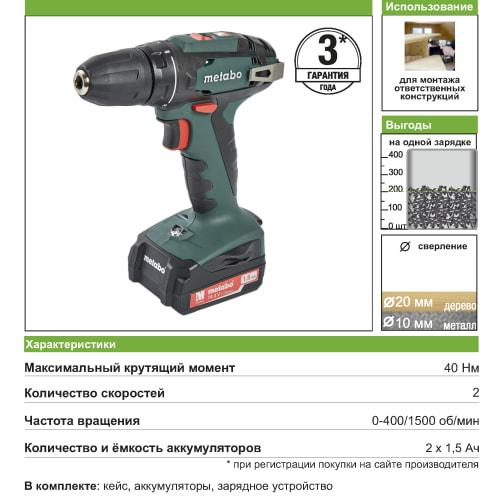 Использование
metabo
3*
ГАРАНТИЯ
ГОДА
для монтажа
ответственных
конструкций
Выгоды
на одной зарядке
400
300
200
100
0 шт
Ø сверление
Ø20 мм дерево
Ø10 мм металл
metabo
Характеристики
Максимальный крутящий момент 40 Нм
Количество скоростей 2
Частота вращения 0-400/1500 об/мин
Количество и ёмкость аккумуляторов 2 x 1,5 Ач
* при регистрации покупки на сайте производителя
В комплекте: кейс, аккумуляторы, зарядное устройство